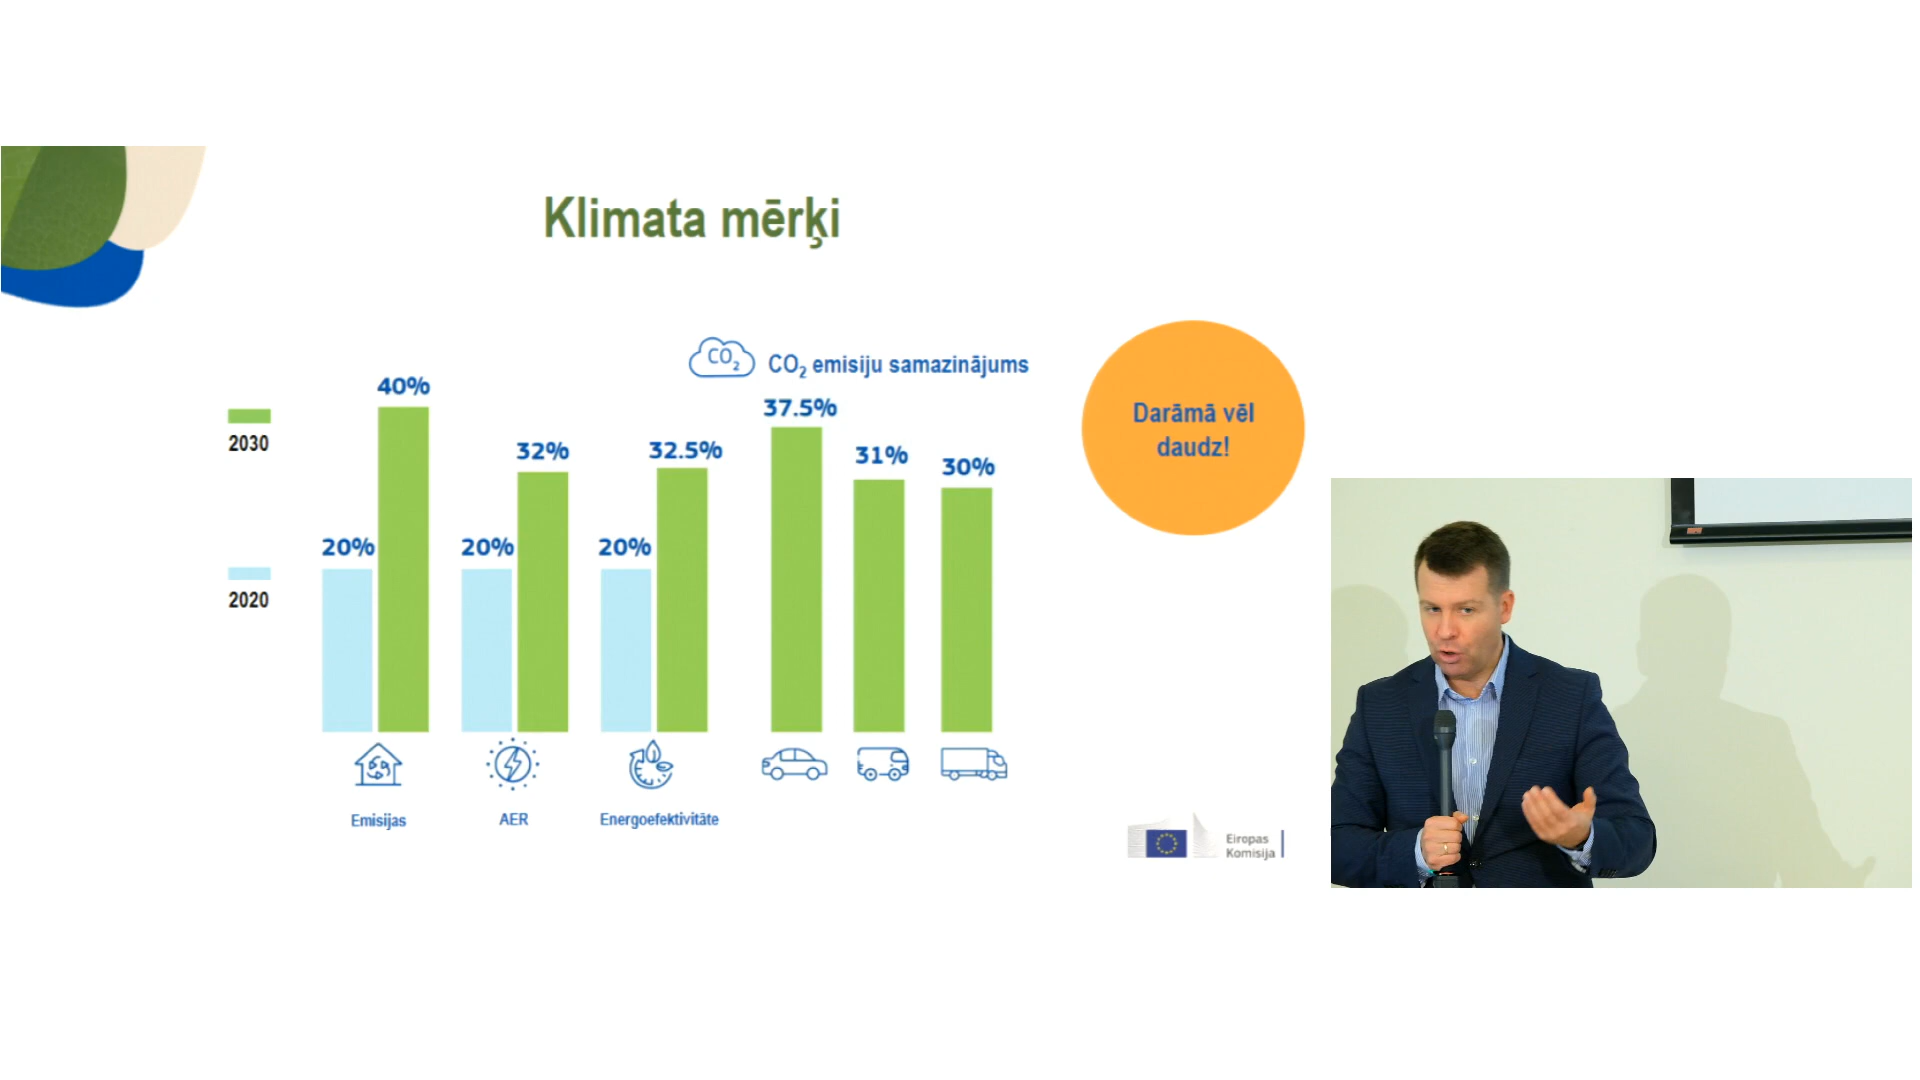 Klimata mērķi
CO₂
CO₂ emisiju samazinājums
2030
2020
20%
40%
20%
32%
20%
32.5%
37.5%
31%
30%
Emisijas
AER
Energoefektivitāte
Darāmā vēl
daudz!
Eiropas
Komisija